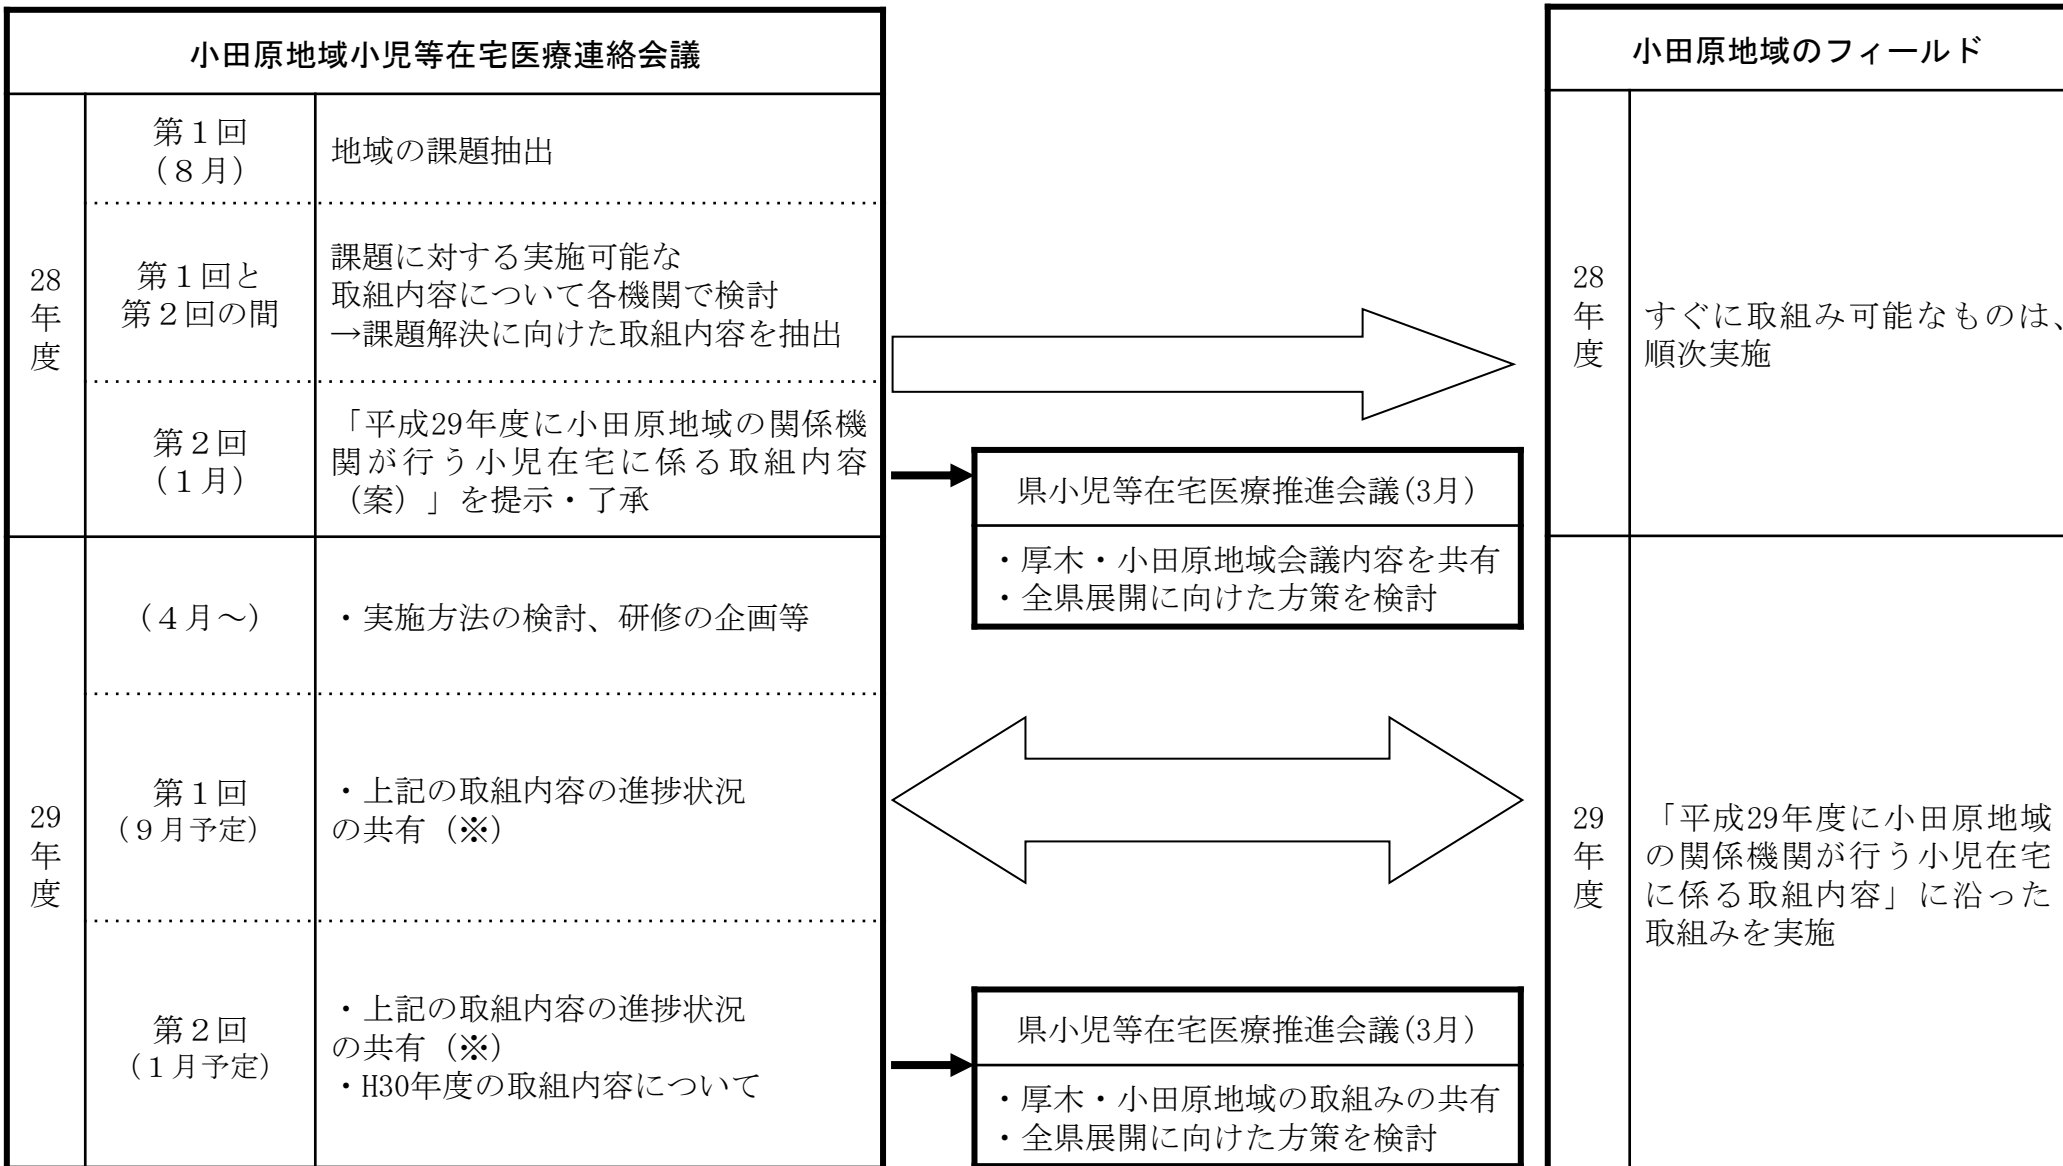 小田原地域小児等在宅医療連絡会議
28
年
度
第１回
（８月）
地域の課題抽出
第１回と
第２回の間
課題に対する実施可能な
取組内容について各機関で検討
→課題解決に向けた取組内容を抽出
第２回
（１月）
「平成29年度に小田原地域の関係機
関が行う小児在宅に係る取組内容
（案）」を提示・了承
29
年
度
（４月～）
・実施方法の検討、研修の企画等
第１回
（９月予定）
・上記の取組内容の進捗状況
の共有（※）
第２回
（１月予定）
・上記の取組内容の進捗状況
の共有（※）
・H30年度の取組内容について
県小児等在宅医療推進会議(3月)
・厚木・小田原地域会議内容を共有
・全県展開に向けた方策を検討
県小児等在宅医療推進会議(3月)
・厚木・小田原地域の取組みの共有
・全県展開に向けた方策を検討
小田原地域のフィールド
28
年
度
すぐに取組み可能なものは、
順次実施
29
年
度
「平成29年度に小田原地域
の関係機関が行う小児在宅
に係る取組内容」に沿った
取組みを実施